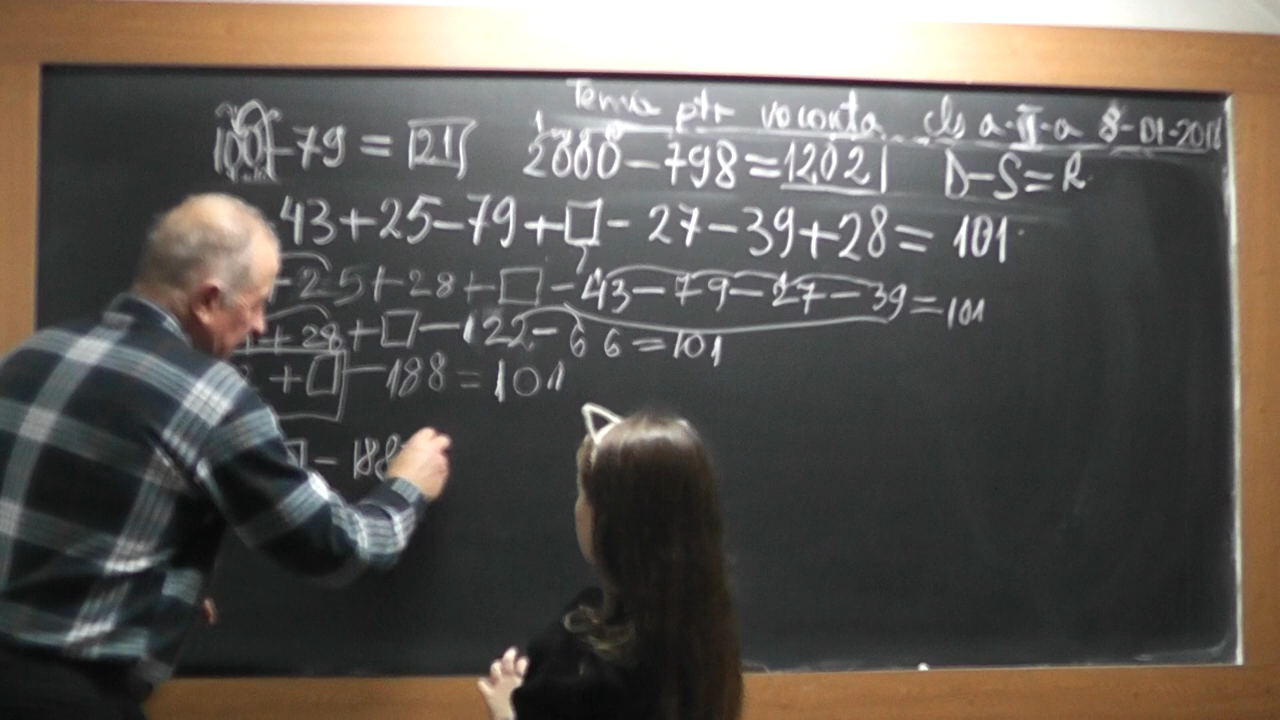 Tema ptr vacanta cls a-II-a 8-01-2018
100-79=21 2000-798=1202 D-S=R
43+25-79+□-27-39+28=101
+25+28+□-43-79-27-39=101
+28+□-122-66=101
+□-188=101
-188